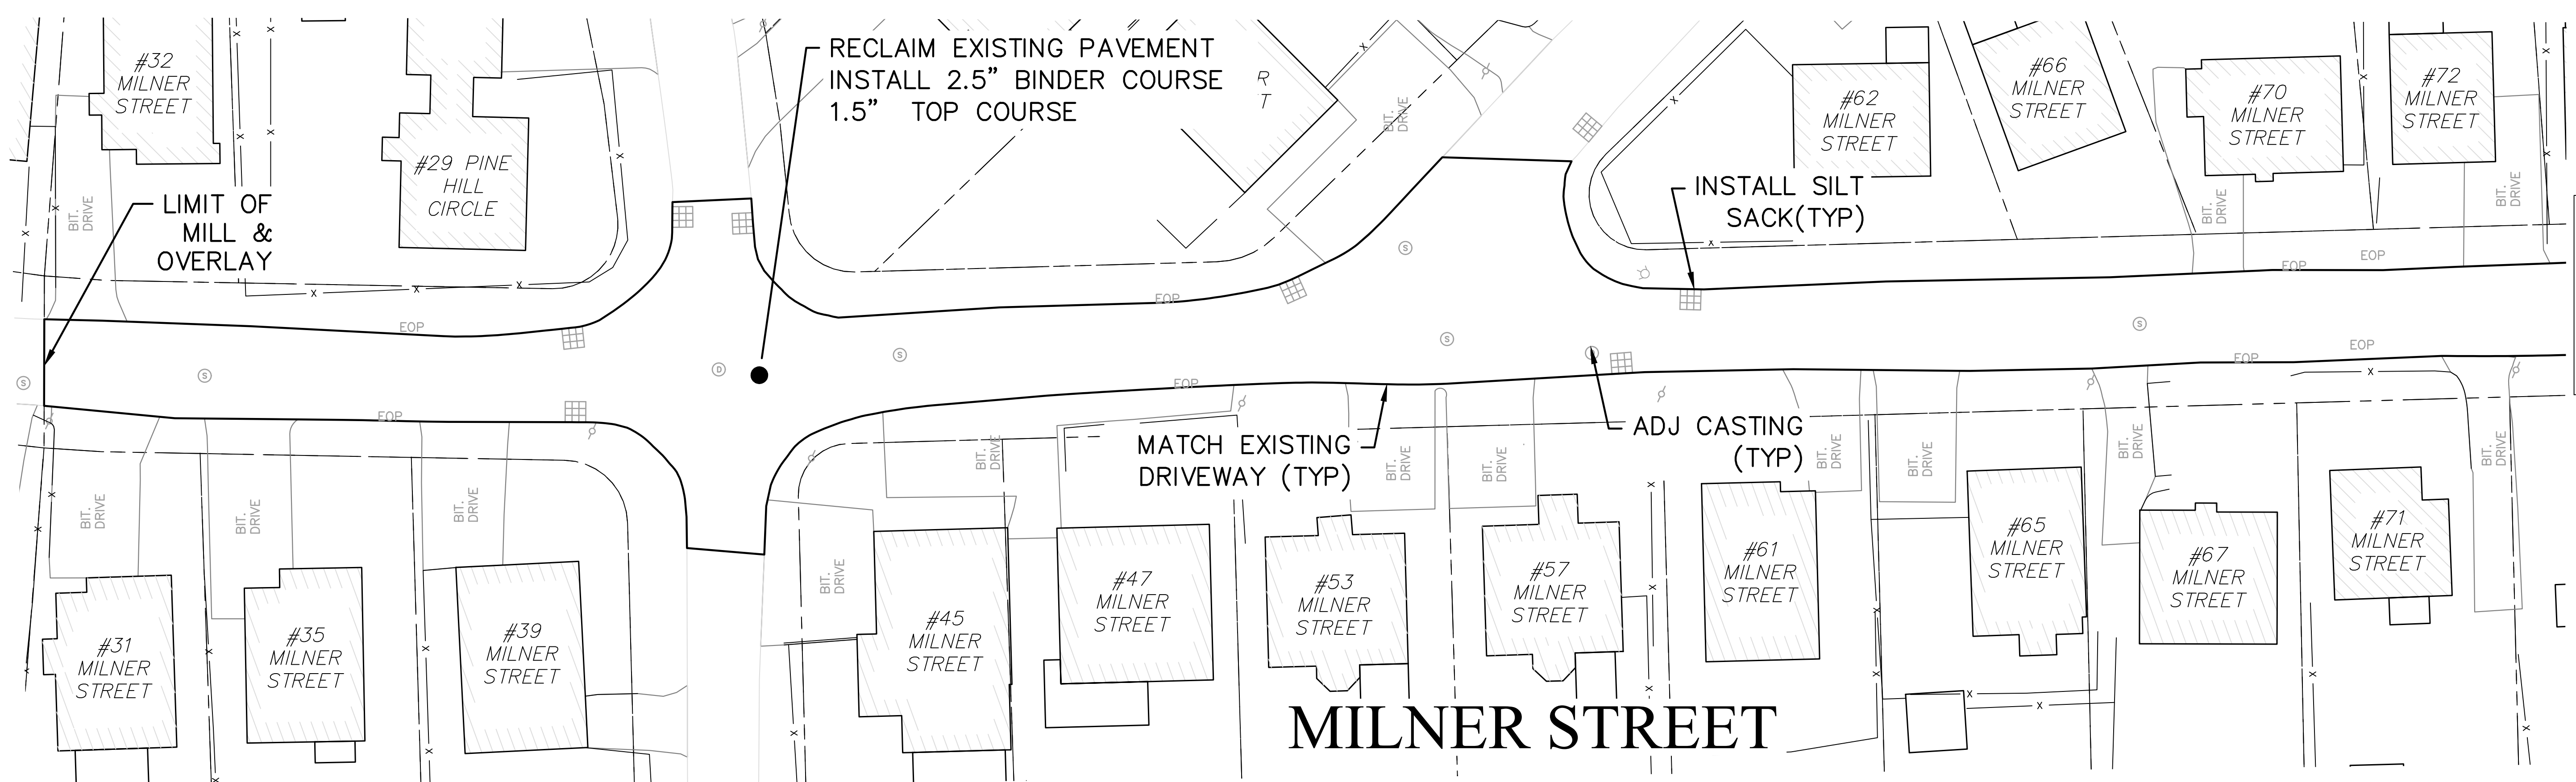 #32
MILNER
STREET
#29 PINE
HILL
CIRCLE
RECLAIM EXISTING PAVEMENT
INSTALL 2.5" BINDER COURSE
1.5" TOP COURSE
R
T
BIT.
DRIVE
#62
MILNER
STREET
#66
MILNER
STREET
#70
MILNER
STREET
#72
MILNER
STREET
BIT.
DRIVE
LIMIT OF
MILL &
OVERLAY
INSTALL SILT
SACK(TYP)
BIT.
DRIVE
BIT.
DRIVE
EOP
EOP
EOP
EOP
S
S
S
D
S
S
S
EOP
EOP
EOP
EOP
MATCH EXISTING
DRIVEWAY (TYP)
ADJ CASTING
(TYP)
BIT.
DRIVE
BIT.
DRIVE
BIT.
DRIVE
BIT.
DRIVE
BIT.
DRIVE
BIT.
DRIVE
BIT.
DRIVE
BIT.
DRIVE
BIT.
DRIVE
BIT.
DRIVE
BIT.
DRIVE
#31
MILNER
STREET
#35
MILNER
STREET
#39
MILNER
STREET
#45
MILNER
STREET
#47
MILNER
STREET
#53
MILNER
STREET
#57
MILNER
STREET
#61
MILNER
STREET
#65
MILNER
STREET
#67
MILNER
STREET
#71
MILNER
STREET
MILNER STREET